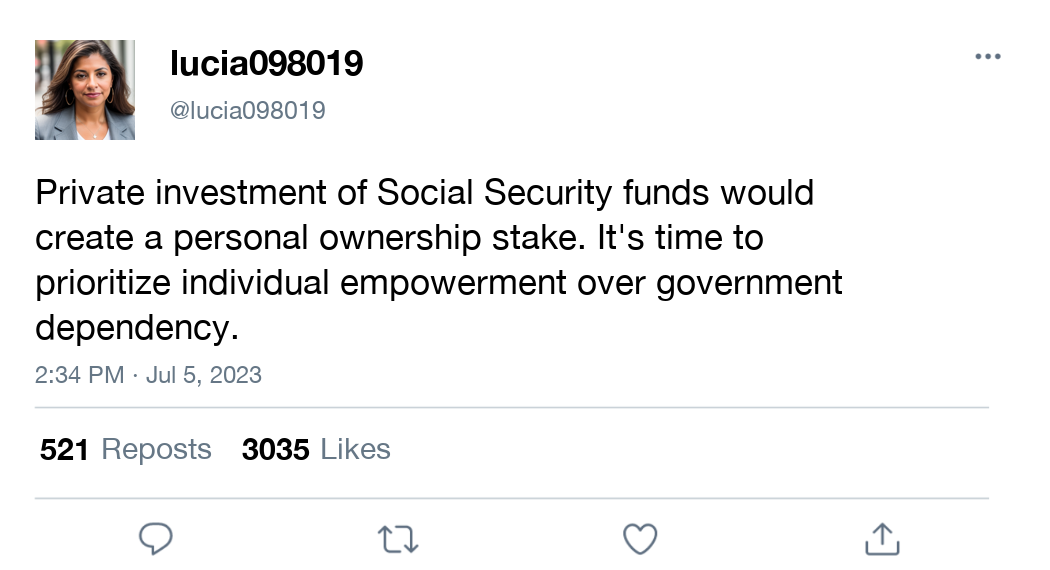 lucia098019
@lucia098019
Private investment of Social Security funds would
create a personal ownership stake. It's time to
prioritize individual empowerment over government
dependency.
2:34 PM · Jul 5, 2023
521 Reposts 3035 Likes